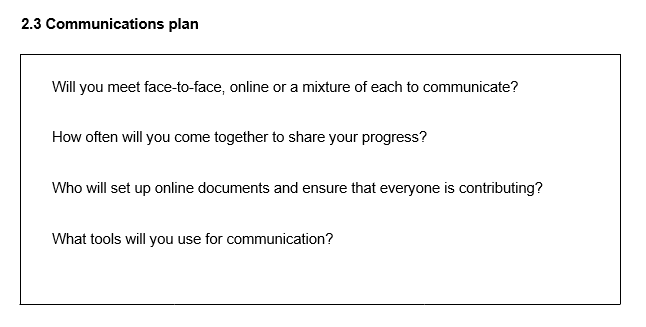 2.3 Communications plan
Will you meet face-to-face, online or a mixture of each to communicate?
How often will you come together to share your progress?
Who will set up online documents and ensure that everyone is contributing?
What tools will you use for communication?